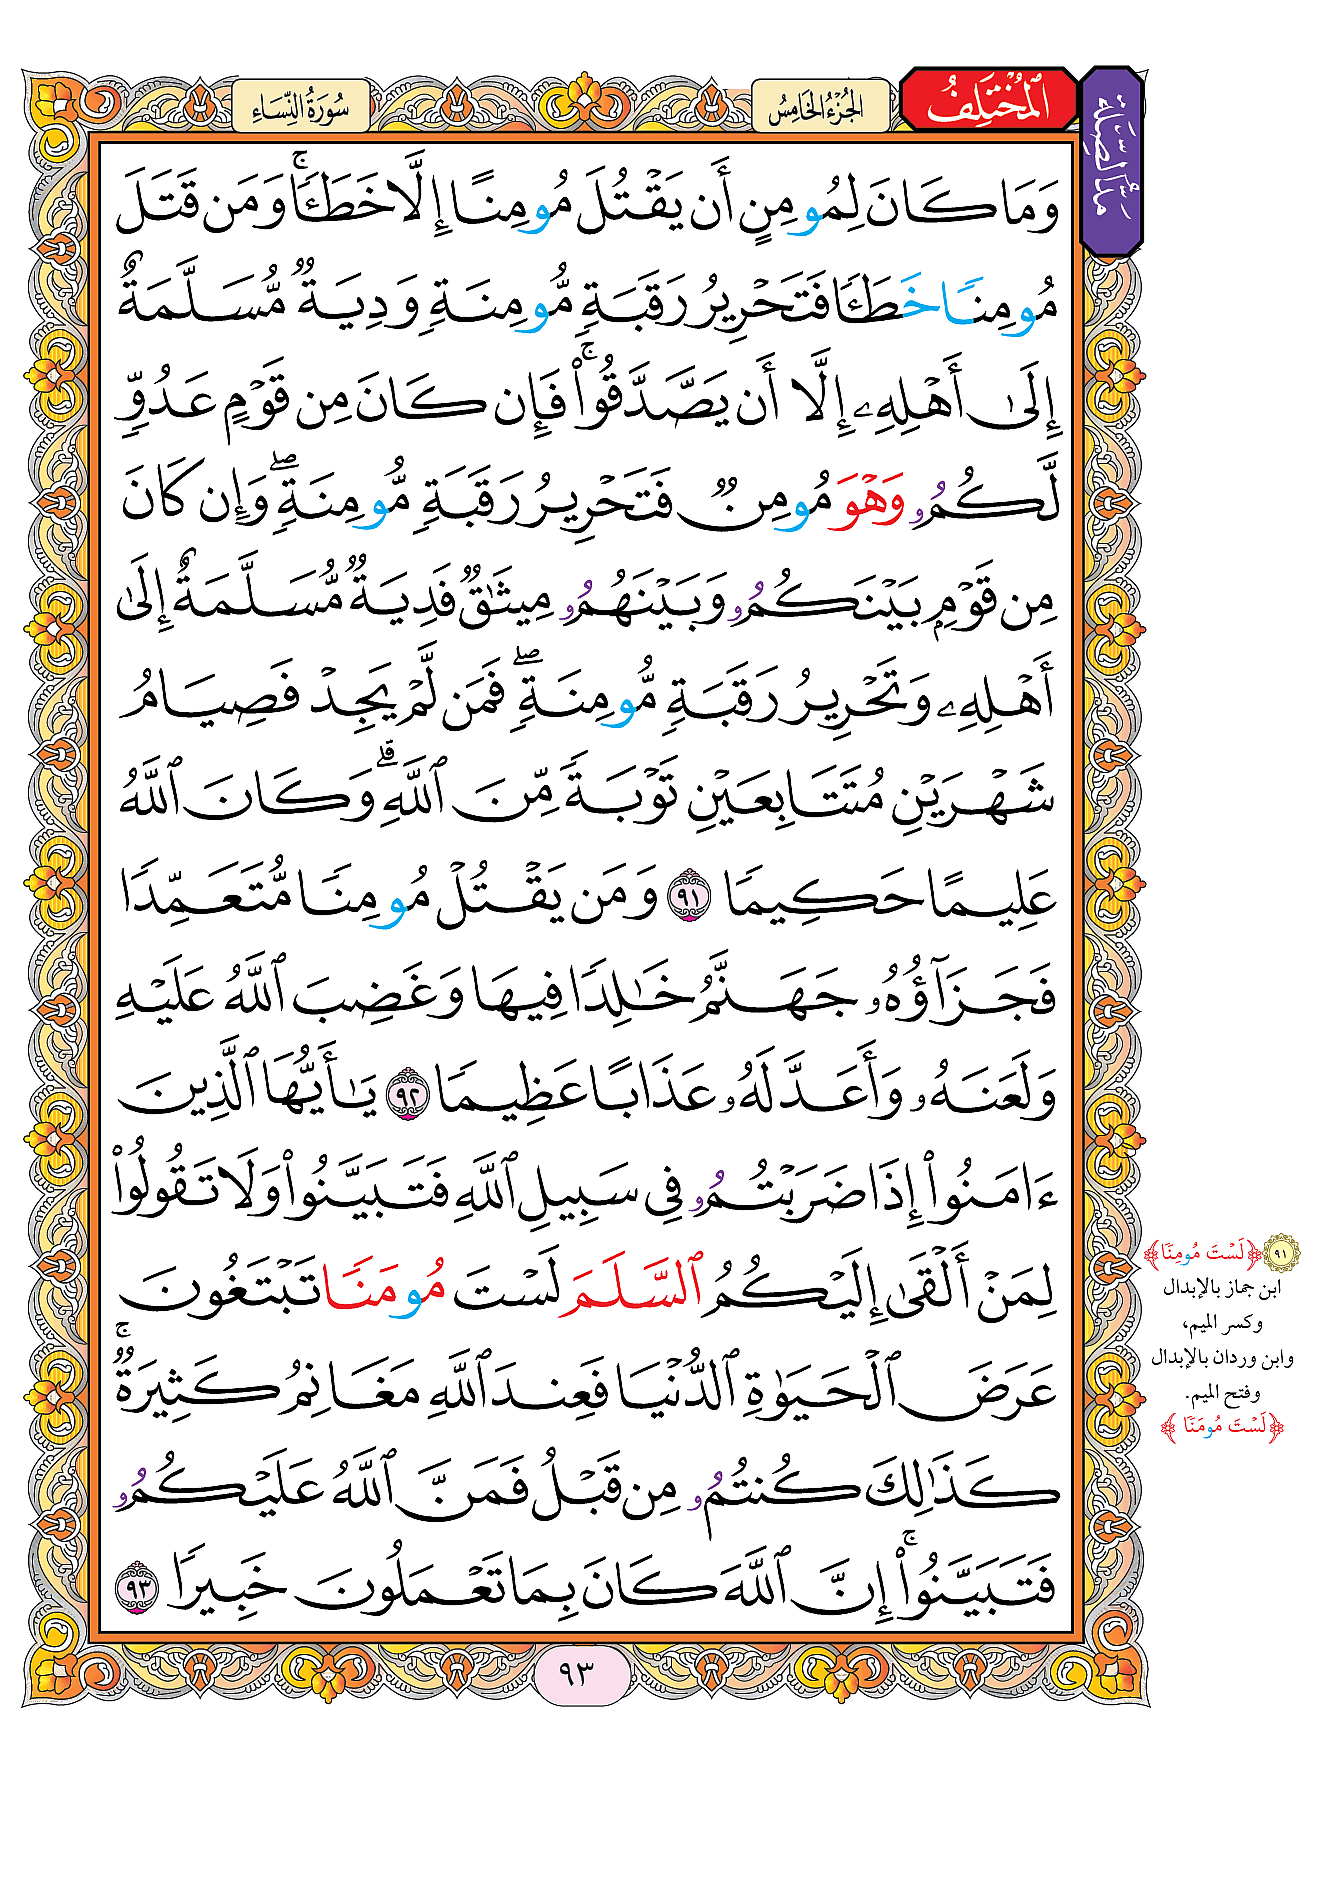 مَدُّ الصِّلَة
المُخْتَلِفُ
الجُزْءُ الخَامِسُ
سُورَةُ النِّسَاءِ
وَمَا كَانَ لِمُومِنٍ أَن يَقْتُلَ مُومِنًا إِلَّا خَطَـًٔاۚ وَمَن قَتَلَ
مُومِنًا خَطَـًٔا فَتَحْرِيرُ رَقَبَةٍ مُّومِنَةٍ وَدِيَةٌ مُّسَلَّمَةٌ
إِلَىٰ أَهْلِهِۦ إِلَّا أَن يَصَّدَّقُوا۟ۚ فَإِن كَانَ مِن قَوْمٍ عَدُوٍّ
لَّكُمُۥ وَهْوَ مُومِنٌ فَتَحْرِيرُ رَقَبَةٍ مُّومِنَةٍۖ وَإِن كَانَ
مِن قَوْمِۭ بَيْنَكُمُۥ وَبَيْنَهُمُۥ مِيثَٰقٌ فَدِيَةٌ مُّسَلَّمَةٌ إِلَىٰ
أَهْلِهِۦ وَتَحْرِيرُ رَقَبَةٍ مُّومِنَةٍۖ فَمَن لَّمْ يَجِدْ فَصِيَامُ
شَهْرَيْنِ مُتَتَابِعَيْنِ تَوْبَةً مِّنَ ٱللَّهِۗ وَكَانَ ٱللَّهُ
عَلِيمًا حَكِيمًا ٩١ وَمَن يَقْتُلْ مُومِنًا مُّتَعَمِّدًا
فَجَزَآؤُهُۥ جَهَنَّمُ خَٰلِدًا فِيهَا وَغَضِبَ ٱللَّهُ عَلَيْهِ
وَلَعَنَهُۥ وَأَعَدَّ لَهُۥ عَذَابًا عَظِيمًا ٩٢ يَٰٓأَيُّهَا ٱلَّذِينَ
ءَامَنُوا۟ إِذَا ضَرَبْتُمُۥ فِي سَبِيلِ ٱللَّهِ فَتَبَيَّنُوا۟ وَلَا تَقُولُوا۟
لِمَنْ أَلْقَىٰ إِلَيْكُمُ ٱلسَّلَمَ لَسْتَ مُومَنًا تَبْتَغُونَ
عَرَضَ ٱلْحَيَوٰةِ ٱلدُّنْيَا فَعِندَ ٱللَّهِ مَغَانِمُ كَثِيرَةٌۚ
كَذَٰلِكَ كُنتُمُۥ مِن قَبْلُ فَمَنَّ ٱللَّهُ عَلَيْكُمُۥ
فَتَبَيَّنُوا۟ۚ إِنَّ ٱللَّهَ كَانَ بِمَا تَعْمَلُونَ خَبِيرًا ٩٣
٩١ ﴿لَسْتَ مُومِنًا﴾
ابن جماز بالإبدال
وكسر الميم،
وابن وردان بالإبدال
وفتح الميم.
﴿لَسْتَ مُومَنًا﴾
٩٣